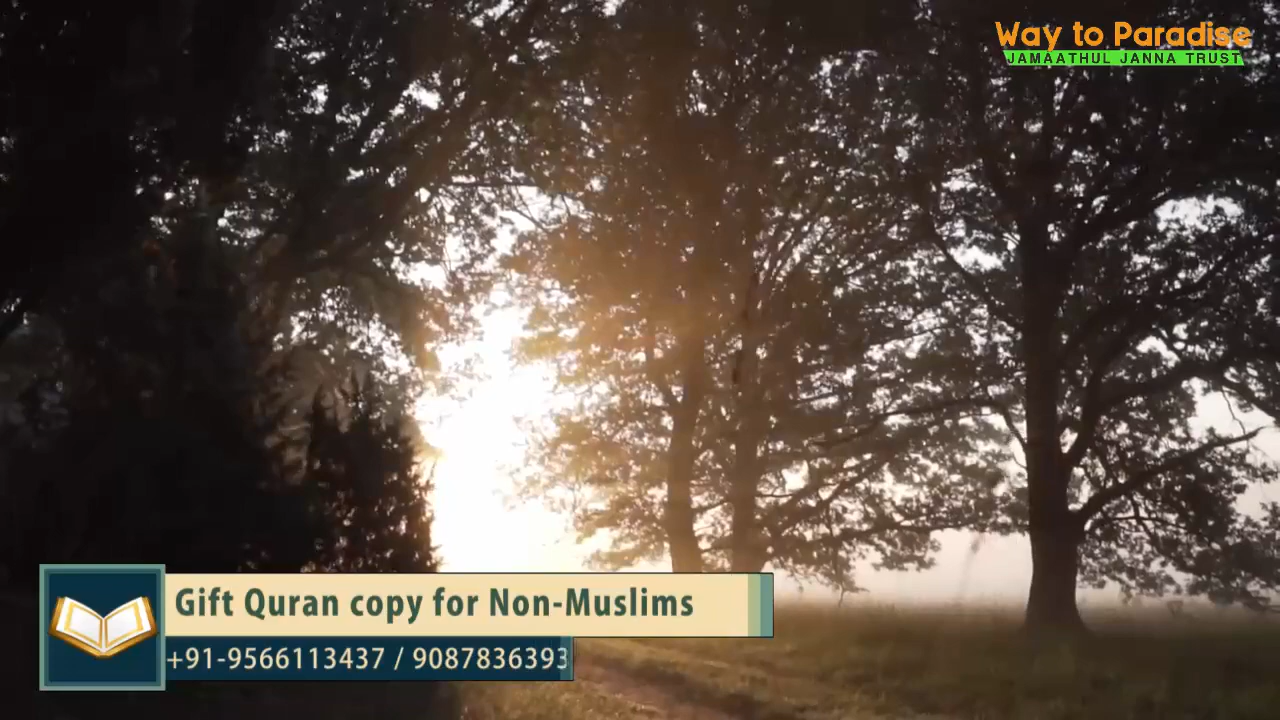 Way to Paradise
JAMAATHUL JANNA TRUST
Gift Quran copy for Non-Muslims
+91-9566113437 / 9087836393